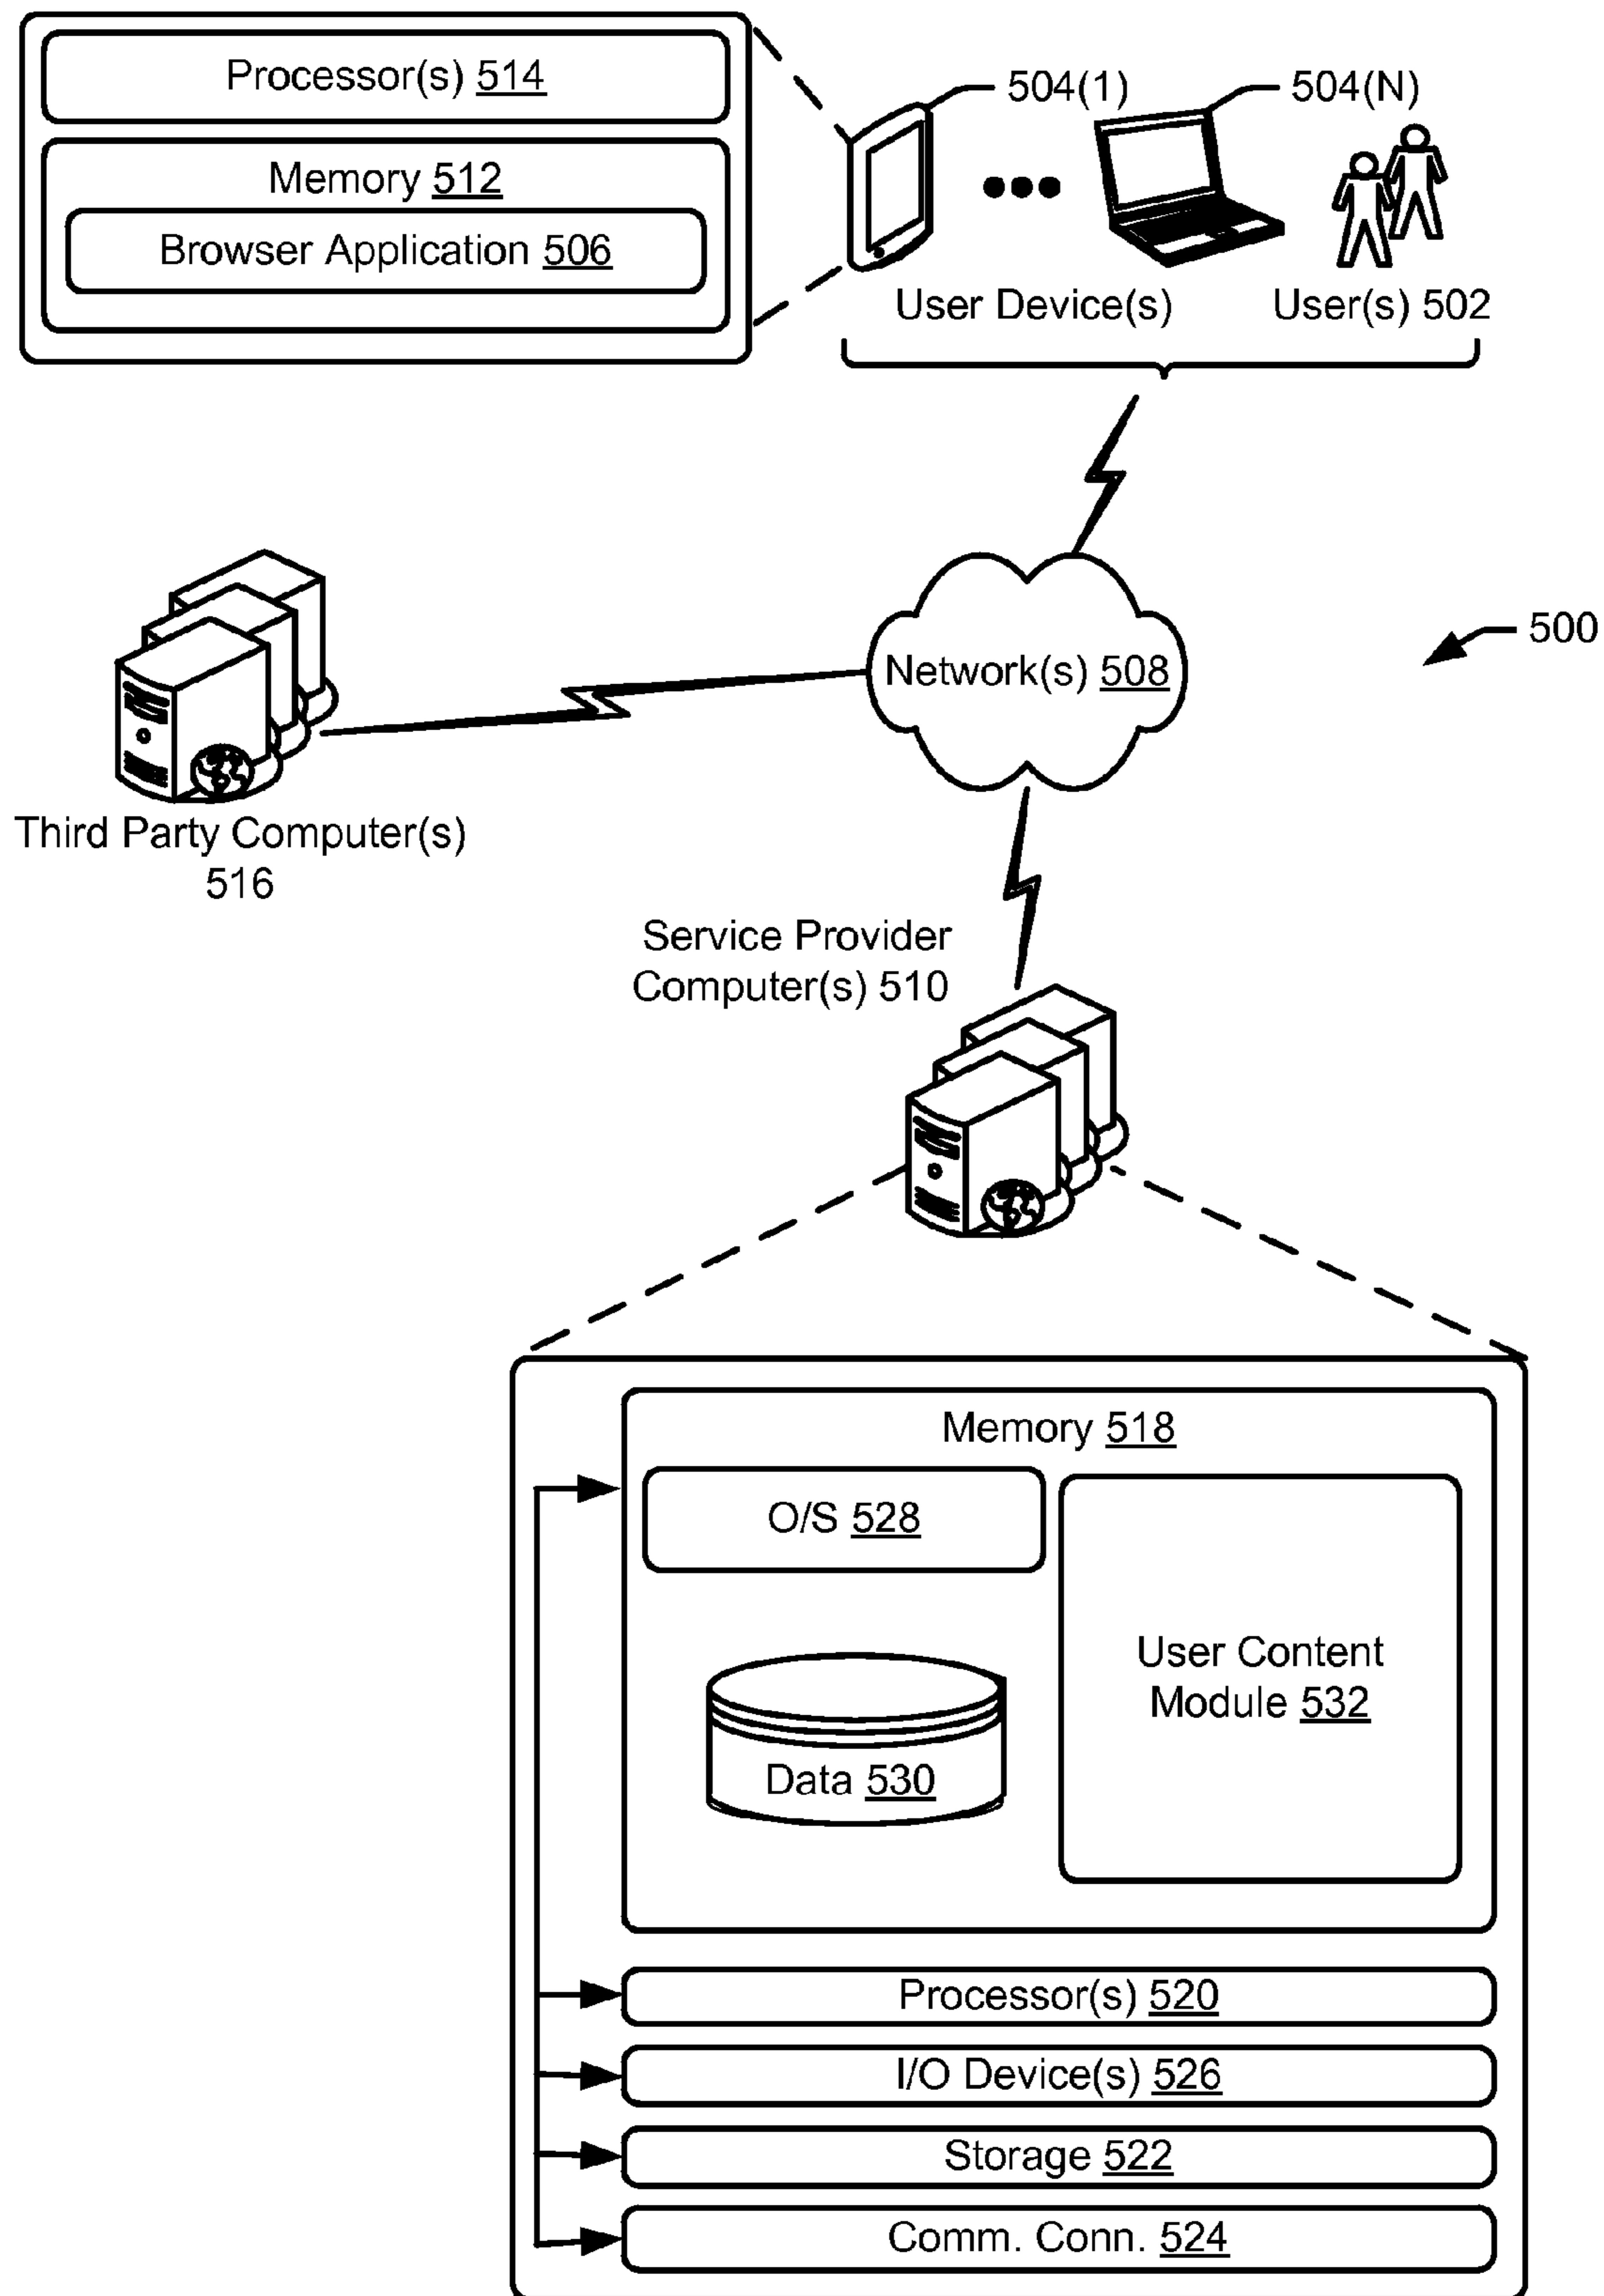 Processor(s) 514
Memory 512
Browser Application 506
504(1)
504(N)
User Device(s)
User(s) 502
Network(s) 508
500
Third Party Computer(s)
516
Service Provider
Computer(s) 510
Memory 518
O/S 528
User Content
Module 532
Data 530
Processor(s) 520
I/O Device(s) 526
Storage 522
Comm. Conn. 524